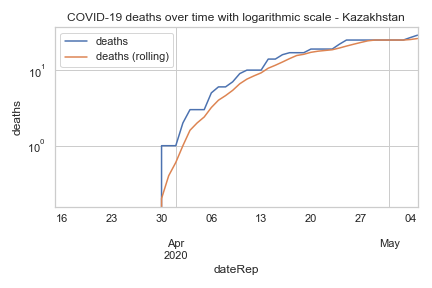 COVID-19 deaths over time with logarithmic scale - Kazakhstan
deaths
deaths (rolling)
10¹
10⁰
deaths
16 23 30 06 13 20 27 04
Apr May
2020
dateRep